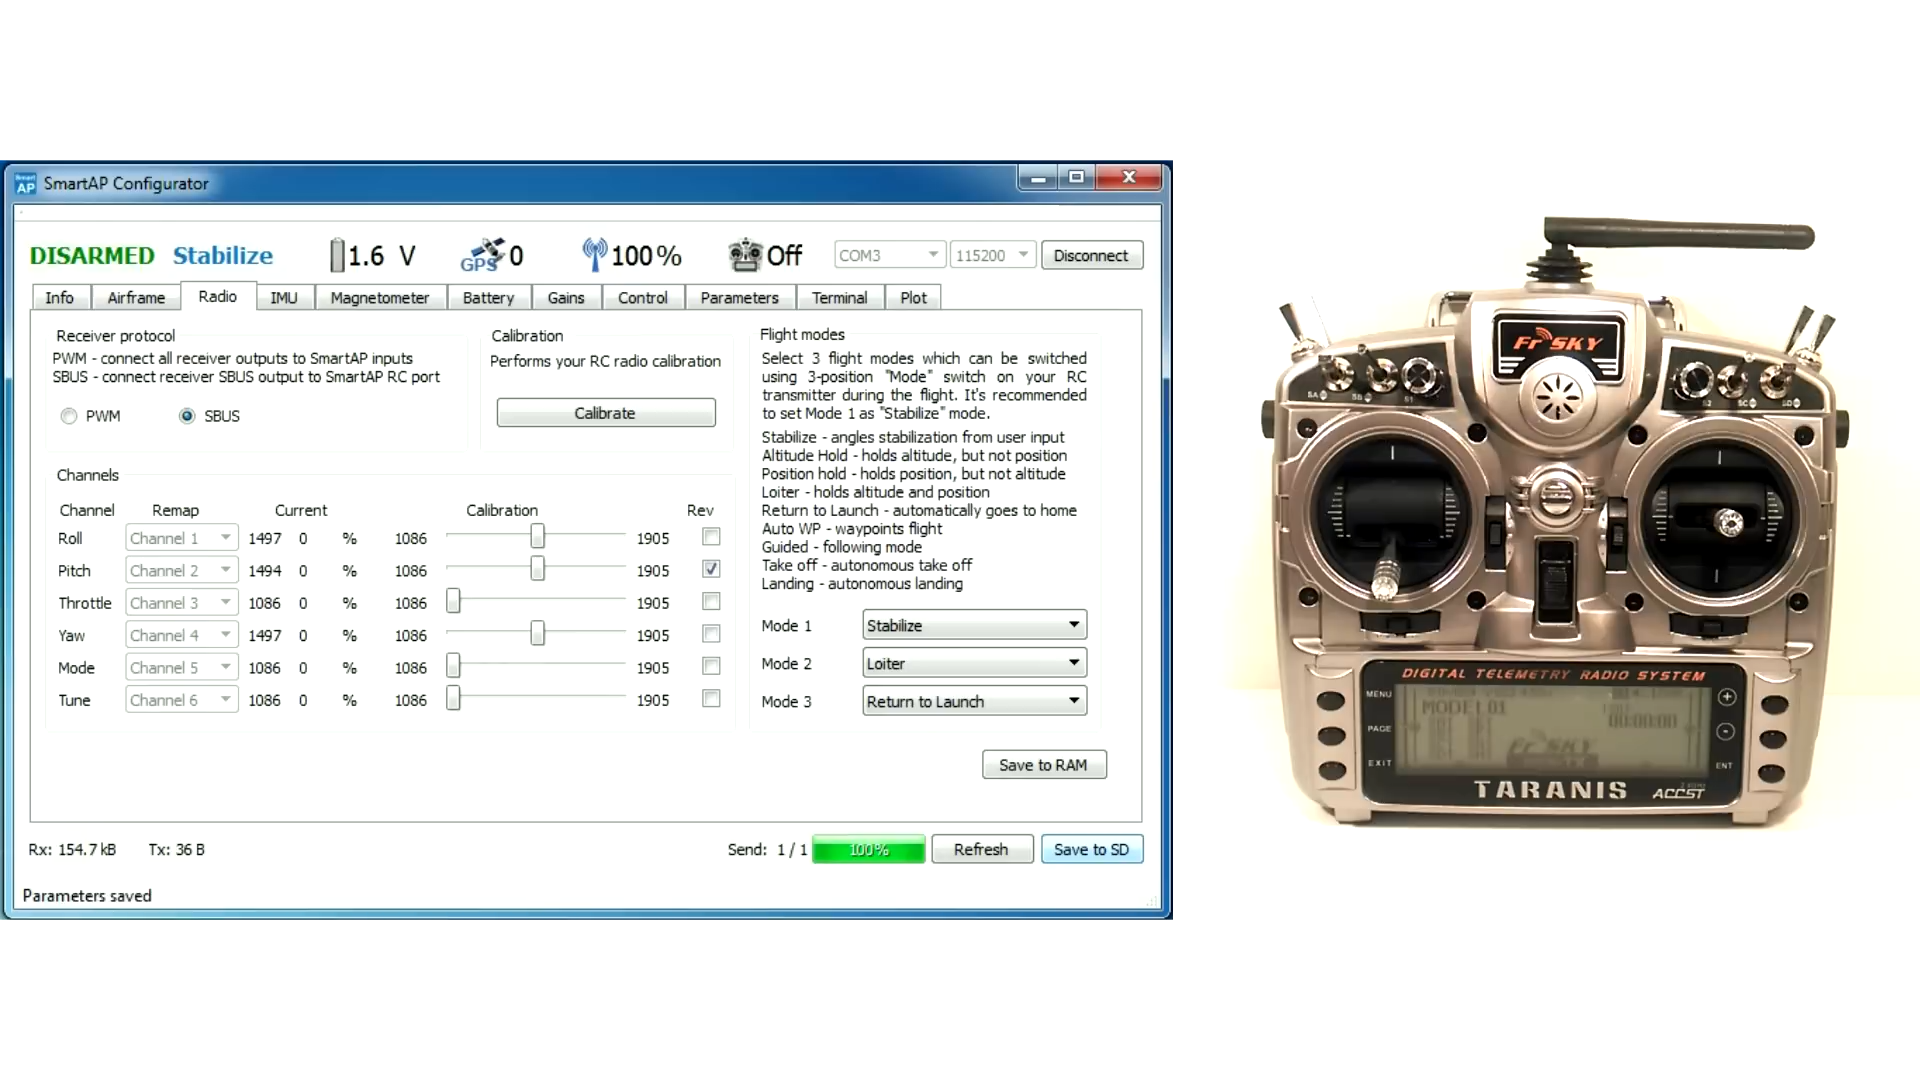 SmartAP Configurator
DISARMED Stabilize 1.6 V GPS 0 100 % Off COM3 115200 Disconnect
Info Airframe Radio IMU Magnetometer Battery Gains Control Parameters Terminal Plot
Receiver protocol
PWM - connect all receiver outputs to SmartAP inputs
SBUS - connect receiver SBUS output to SmartAP RC port
PWM SBUS
Calibration
Performs your RC radio calibration
Calibrate
Channels
Channel Remap Current Calibration Rev
Roll Channel 1 1497 0 % 1086 1905
Pitch Channel 2 1494 0 % 1086 1905
Throttle Channel 3 1086 0 % 1086 1905
Yaw Channel 4 1497 0 % 1086 1905
Mode Channel 5 1086 0 % 1086 1905
Tune Channel 6 1086 0 % 1086 1905
Flight modes
Select 3 flight modes which can be switched
using 3-position "Mode" switch on your RC
transmitter during the flight. It's recommended
to set Mode 1 as "Stabilize" mode.
Stabilize - angles stabilization from user input
Altitude Hold - holds altitude, but not position
Position hold - holds position, but not altitude
Loiter - holds altitude and position
Return to Launch - automatically goes to home
Auto WP - waypoints flight
Guided - following mode
Take off - autonomous take off
Landing - autonomous landing
Mode 1 Stabilize
Mode 2 Loiter
Mode 3 Return to Launch
Save to RAM
Rx: 154.7 kB Tx: 36 B Send: 1 / 1 100% Refresh Save to SD
Parameters saved
FrSKY
SA SB S1 S2 SC SD
DIGITAL TELEMETRY RADIO SYSTEM
MENU
PAGE
EXIT
ENT
MODEL01
00:00:00
FrSKY
TARANIS ACCST